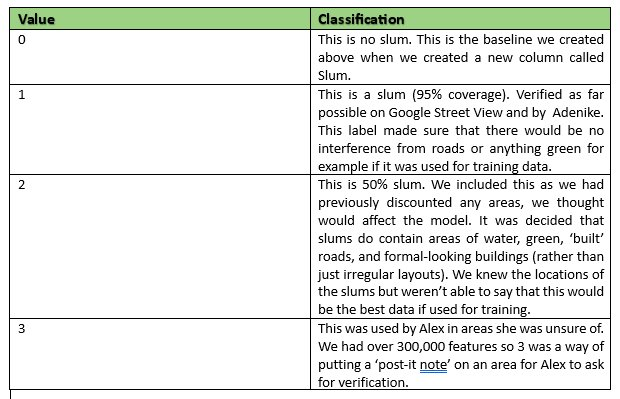 Value Classification
0 This is no slum. This is the baseline we created
above when we created a new column called
Slum.
1 This is a slum (95% coverage). Verified as far
possible on Google Street View and by Adenike.
This label made sure that there would be no
interference from roads or anything green for
example if it was used for training data.
2 This is 50% slum. We included this as we had
previously discounted any areas, we thought
would affect the model. It was decided that
slums do contain areas of water, green, ‘built’
roads, and formal-looking buildings (rather than
just irregular layouts). We knew the locations of
the slums but weren’t able to say that this would
be the best data if used for training.
3 This was used by Alex in areas she was unsure of.
We had over 300,000 features so 3 was a way of
putting a ‘post-it note’ on an area for Alex to ask
for verification.